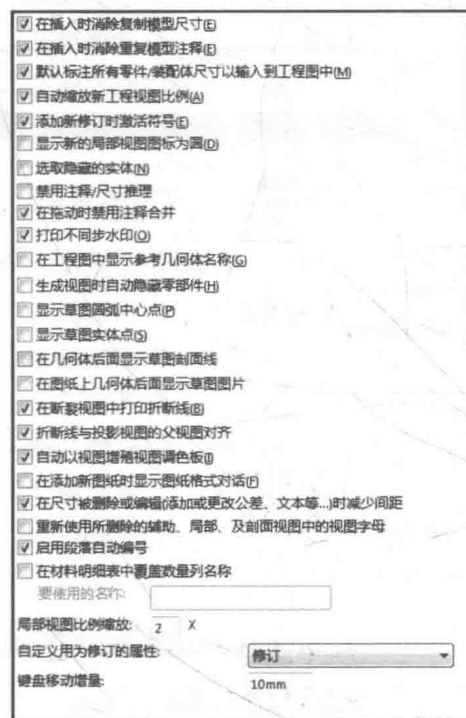 在插入时消除复制模型尺寸(E)
在插入时消除重复模型注释(E)
默认标注所有零件/装配体尺寸以输入到工程图中(M)
自动缩放新工程视图比例(A)
添加新修订时激活符号(E)
显示新的局部视图图标为圆(D)
选取隐藏的实体(N)
禁用注释/尺寸推理
在拖动时禁用注释合并
打印不同步水印(O)
在工程图中显示参考几何体名称(G)
生成视图时自动隐藏零部件(H)
显示草图圆弧中心点(P)
显示草图实体点(S)
在几何体后面显示草图剖面线
在图纸上几何体后面显示草图图片
在断裂视图中打印折断线(B)
折断线与投影视图的父视图对齐
自动以视图增殖视图调色板(I)
在添加新图纸时显示图纸格式对话(F)
在尺寸被删除或编辑(添加或更改公差、文本等...)时减少间距
重新使用所删除的辅助、局部、及剖面视图中的视图字母
启用段落自动编号
在材料明细表中覆盖数量列名称
要使用的名称:
局部视图比例缩放: 2 X
自定义用为修订的属性: 修订
键盘移动增量: 10mm